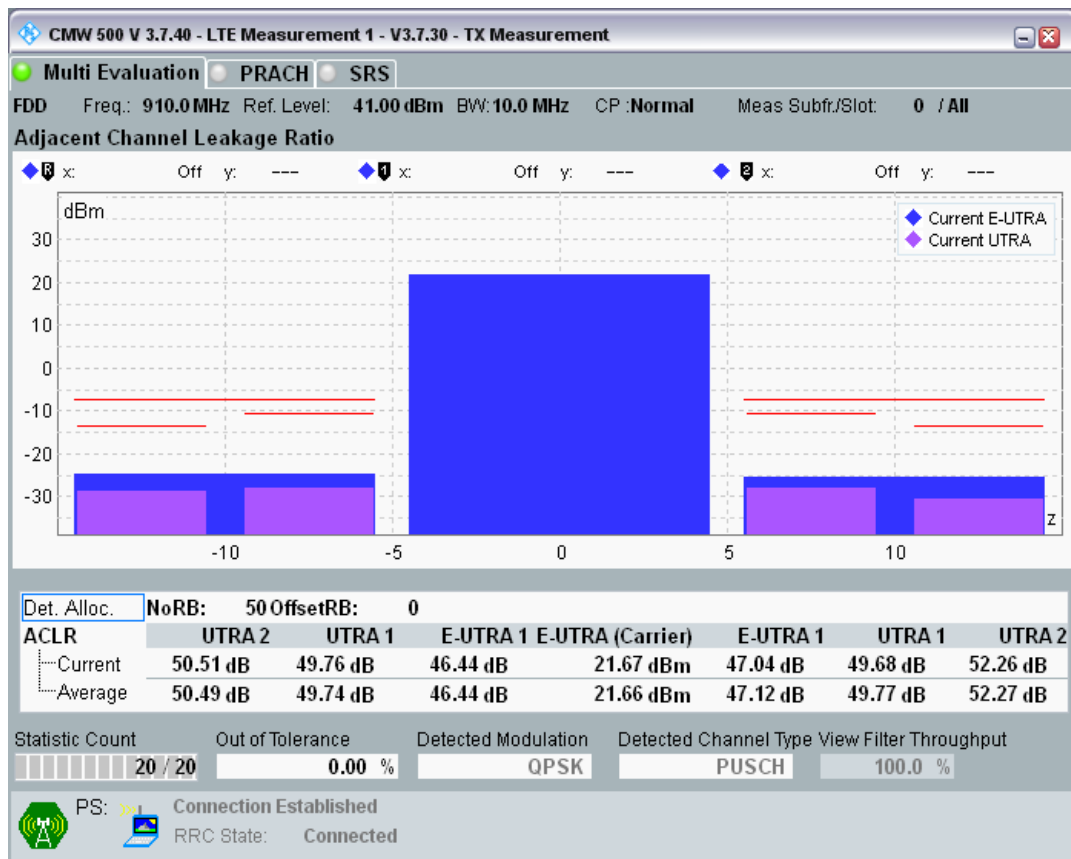 CMW 500 V 3.7.40 - LTE Measurement 1 - V3.7.30 - TX Measurement
Multi Evaluation PRACH SRS
FDD Freq.: 910.0 MHz Ref. Level: 41.00 dBm BW: 10.0 MHz CP :Normal Meas Subfr./Slot: 0 / All
Adjacent Channel Leakage Ratio
R x: Off y: --- 1 x: Off y: --- 2 x: Off y: ---
dBm
Current E-UTRA
Current UTRA
30
20
10
0
-10
-20
-30
z
-10 -5 0 5 10
Det. Alloc. NoRB: 50 OffsetRB: 0
ACLR UTRA 2 UTRA 1 E-UTRA 1 E-UTRA (Carrier) E-UTRA 1 UTRA 1 UTRA 2
Current 50.51 dB 49.76 dB 46.44 dB 21.67 dBm 47.04 dB 49.68 dB 52.26 dB
Average 50.49 dB 49.74 dB 46.44 dB 21.66 dBm 47.12 dB 49.77 dB 52.27 dB
Statistic Count Out of Tolerance Detected Modulation Detected Channel Type View Filter Throughput
20 / 20 0.00 % QPSK PUSCH 100.0 %
PS: Connection Established
RRC State: Connected